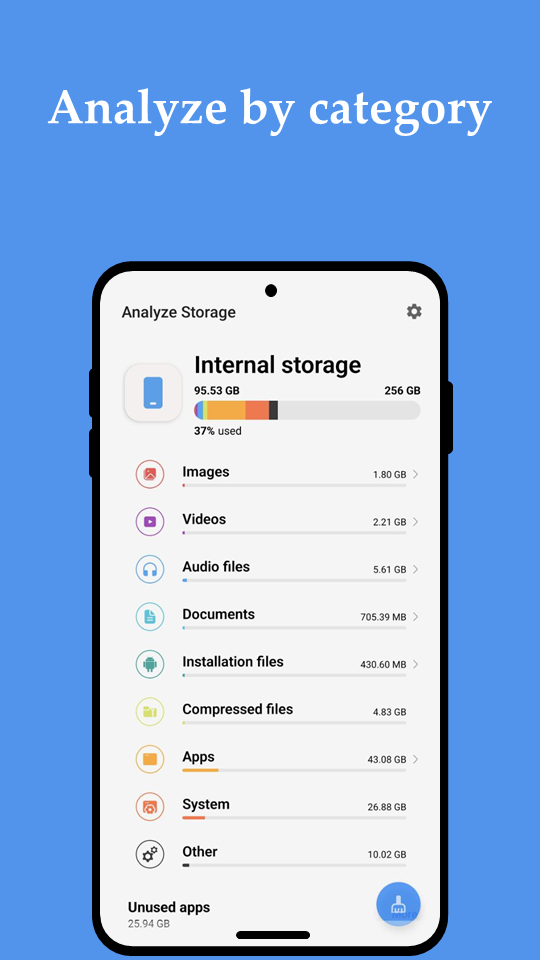 Analyze by category
Analyze Storage
Internal storage
95.53 GB 256 GB
37% used
Images 1.80 GB
Videos 2.21 GB
Audio files 5.61 GB
Documents 705.39 MB
Installation files 430.60 MB
Compressed files 4.83 GB
Apps 43.08 GB
System 26.88 GB
Other 10.02 GB
Unused apps
25.94 GB